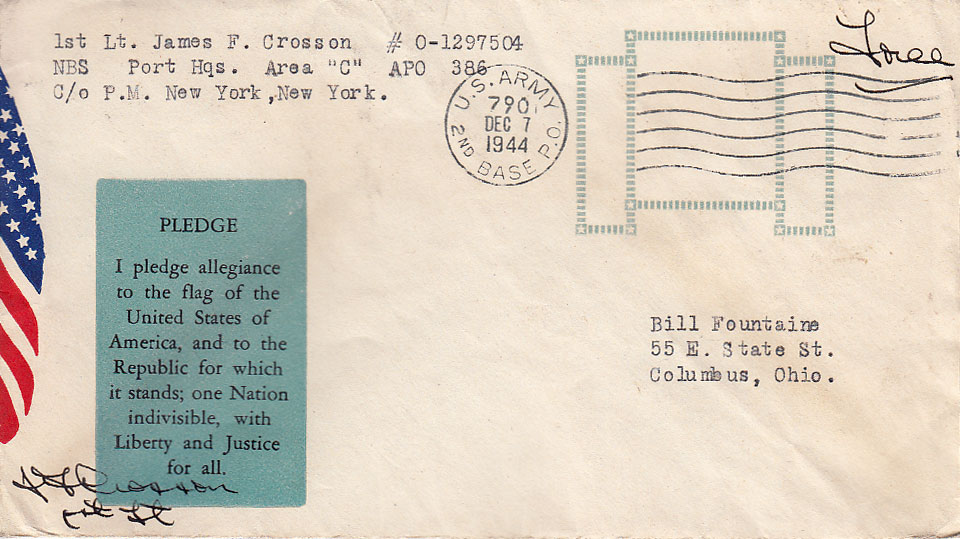 1st Lt. James F. Crosson # O-1297504
NBS Port Hqs. Area "C" APO 386
C/o P.M. New York, New York.
Free
U.S. ARMY
790
DEC 7
1944
2ND BASE P.O.
PLEDGE
I pledge allegiance
to the flag of the
United States of
America, and to the
Republic for which
it stands; one Nation
indivisible, with
Liberty and Justice
for all.
Bill Fountaine
55 E. State St.
Columbus, Ohio.
J F Crosson
1st Lt